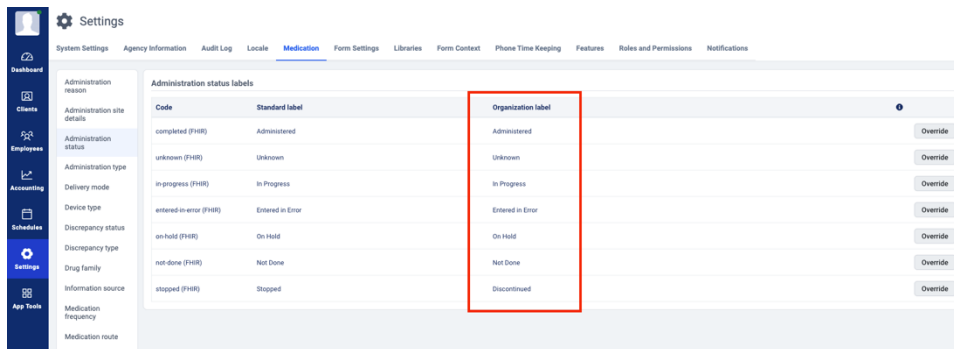 Settings
System Settings Agency Information Audit Log Locale Medication Form Settings Libraries Form Context Phone Time Keeping Features Roles and Permissions Notifications
Dashboard
Clients
Employees
Accounting
Schedules
Settings
App Tools
Administration
reason
Administration site
details
Administration
status
Administration type
Delivery mode
Device type
Discrepancy status
Discrepancy type
Drug family
Information source
Medication
frequency
Medication route
Administration status labels
Code Standard label Organization label
completed (FHIR) Administered Administered Override
unknown (FHIR) Unknown Unknown Override
in-progress (FHIR) In Progress In Progress Override
entered-in-error (FHIR) Entered in Error Entered in Error Override
on-hold (FHIR) On Hold On Hold Override
not-done (FHIR) Not Done Not Done Override
stopped (FHIR) Stopped Discontinued Override